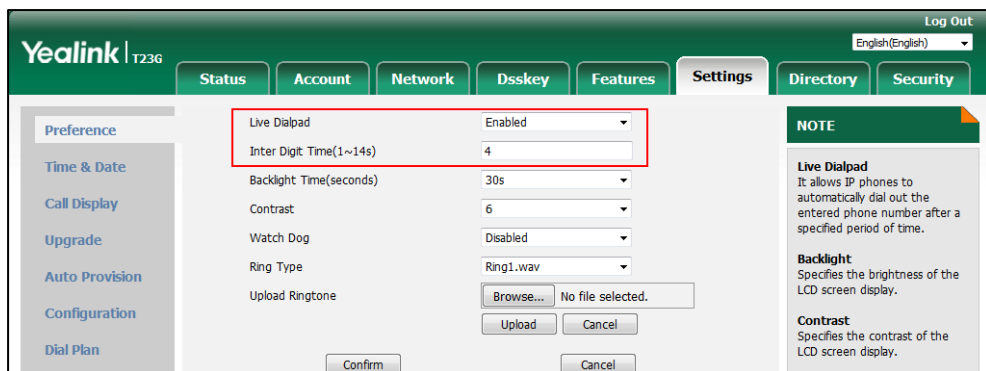 Log Out
Yealink T23G
English(English)
Status Account Network Dsskey Features Settings Directory Security
Preference
Time & Date
Call Display
Upgrade
Auto Provision
Configuration
Dial Plan
Live Dialpad Enabled
Inter Digit Time(1~14s) 4
Backlight Time(seconds) 30s
Contrast 6
Watch Dog Disabled
Ring Type Ring1.wav
Upload Ringtone Browse... No file selected.
Upload Cancel
Confirm Cancel
NOTE
Live Dialpad
It allows IP phones to
automatically dial out the
entered phone number after a
specified period of time.
Backlight
Specifies the brightness of the
LCD screen display.
Contrast
Specifies the contrast of the
LCD screen display.